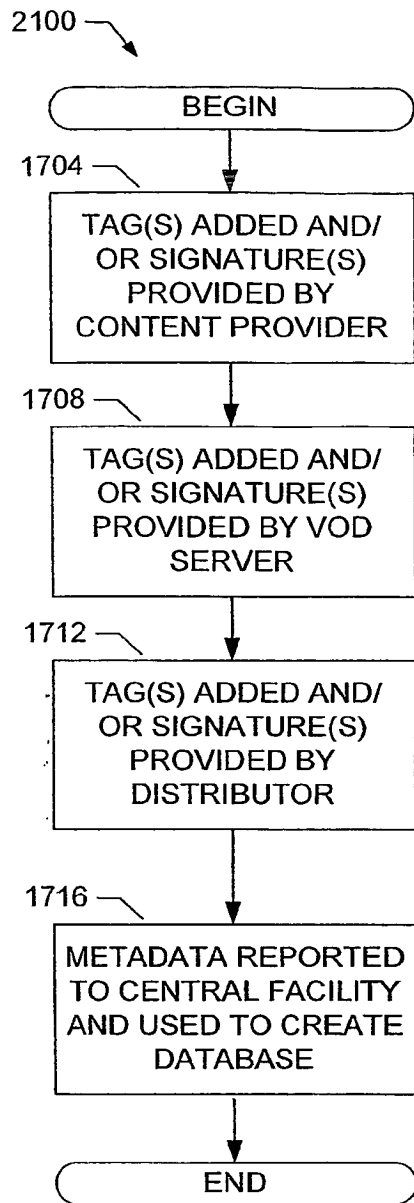 2100
BEGIN
1704
TAG(S) ADDED AND/
OR SIGNATURE(S)
PROVIDED BY
CONTENT PROVIDER
1708
TAG(S) ADDED AND/
OR SIGNATURE(S)
PROVIDED BY VOD
SERVER
1712
TAG(S) ADDED AND/
OR SIGNATURE(S)
PROVIDED BY
DISTRIBUTOR
1716
METADATA REPORTED
TO CENTRAL FACILITY
AND USED TO CREATE
DATABASE
END